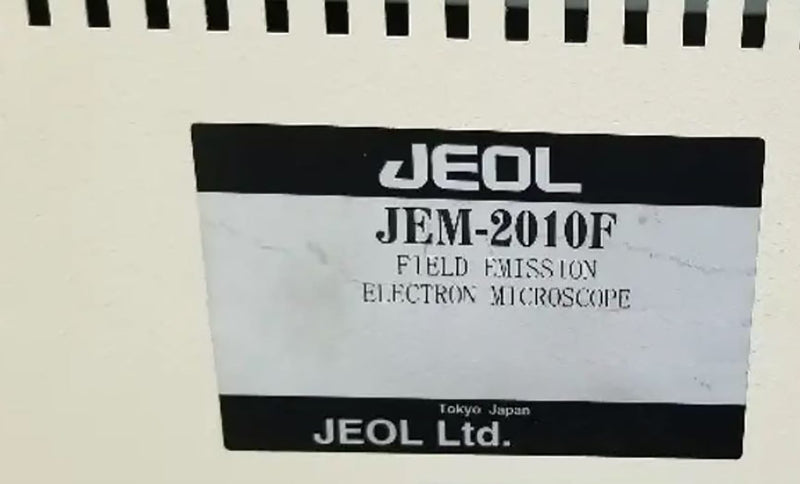 JEOL
JEM-2010F
FIELD EMISSION
ELECTRON MICROSCOPE
Tokyo Japan
JEOL Ltd.